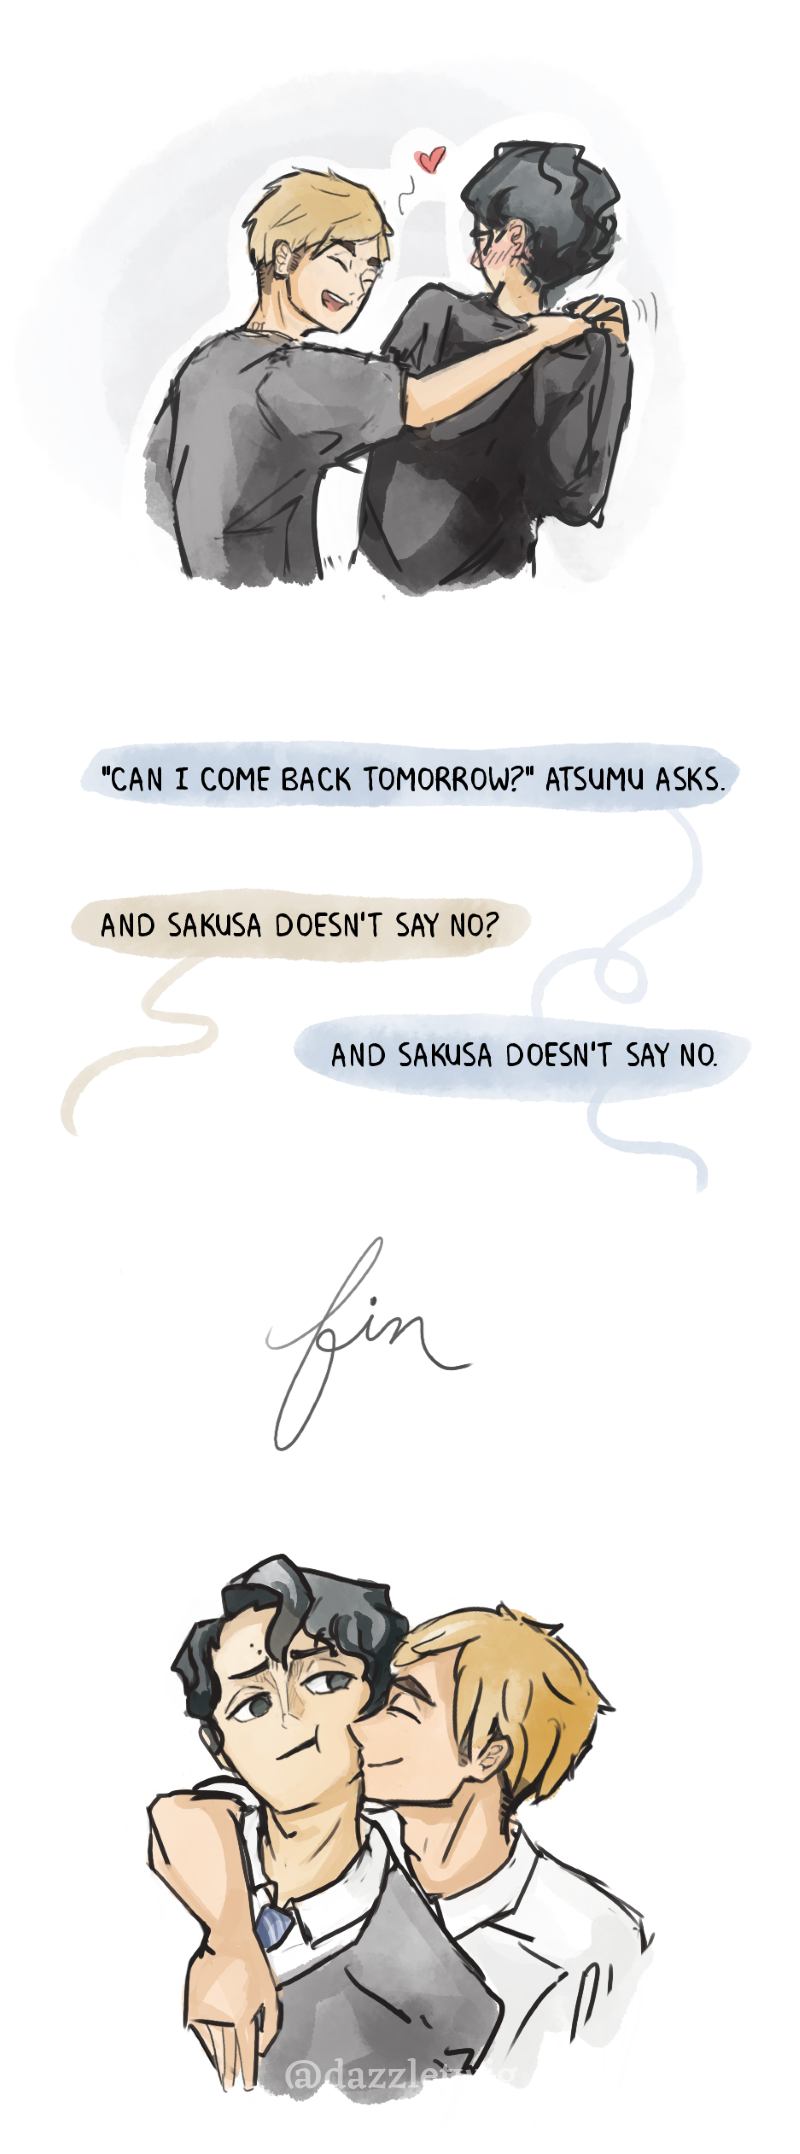 "CAN I COME BACK TOMORROW?" ATSUMU ASKS.
AND SAKUSA DOESN'T SAY NO?
AND SAKUSA DOESN'T SAY NO.
fin